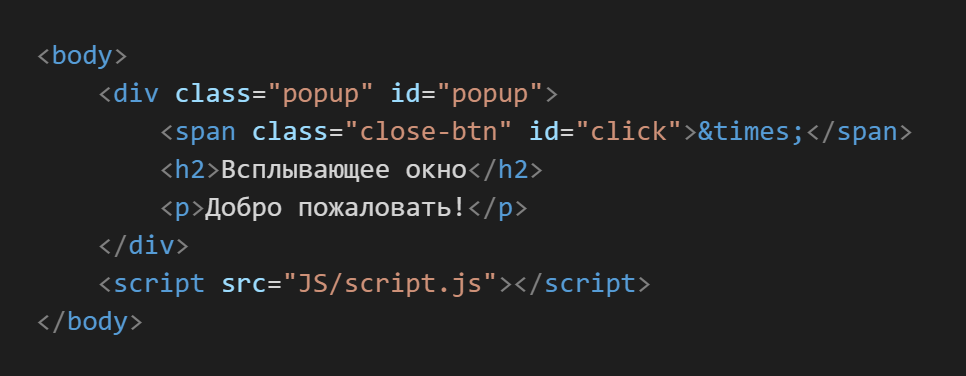 <body>
<div class="popup" id="popup">
<span class="close-btn" id="click">&times;</span>
<h2>Всплывающее окно</h2>
<p>Добро пожаловать!</p>
</div>
<script src="JS/script.js"></script>
</body>